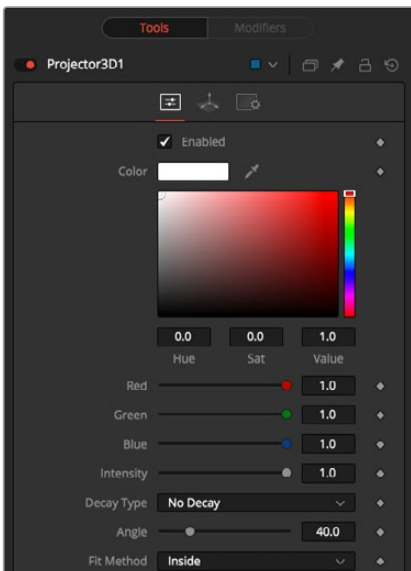 Tools Modifiers
Projector3D1
Enabled
Color
0.0 0.0 1.0
Hue Sat Value
Red 1.0
Green 1.0
Blue 1.0
Intensity 1.0
Decay Type No Decay
Angle 40.0
Fit Method Inside